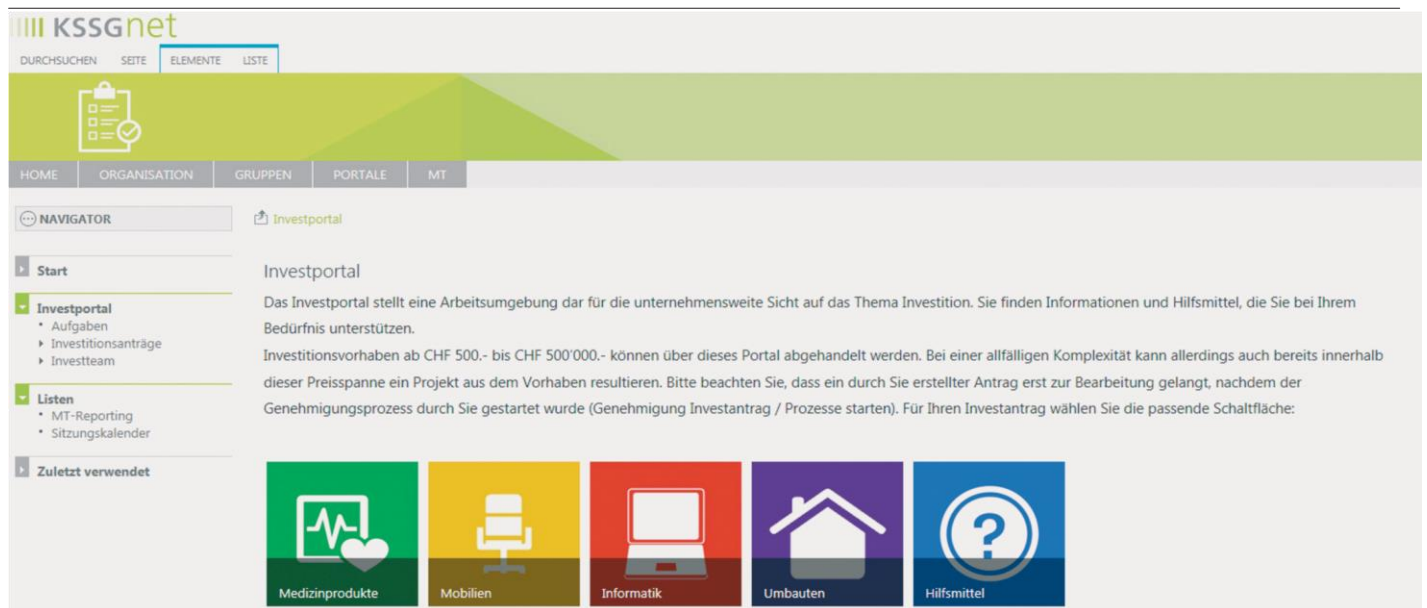 KSSGnet
DURCHSUCHEN SEITE ELEMENTE LISTE
HOME ORGANISATION GRUPPEN PORTALE MT
NAVIGATOR
Start
Investportal
Aufgaben
Investitionsanträge
Investteam
Listen
MT-Reporting
Sitzungskalender
Zuletzt verwendet
Investportal
Investportal
Das Investportal stellt eine Arbeitsumgebung dar für die unternehmensweite Sicht auf das Thema Investition. Sie finden Informationen und Hilfsmittel, die Sie bei Ihrem
Bedürfnis unterstützen.
Investitionsvorhaben ab CHF 500.- bis CHF 500'000.- können über dieses Portal abgehandelt werden. Bei einer allfälligen Komplexität kann allerdings auch bereits innerhalb
dieser Preisspanne ein Projekt aus dem Vorhaben resultieren. Bitte beachten Sie, dass ein durch Sie erstellter Antrag erst zur Bearbeitung gelangt, nachdem der
Genehmigungsprozess durch Sie gestartet wurde (Genehmigung Investantrag / Prozesse starten). Für Ihren Investantrag wählen Sie die passende Schaltfläche:
?
Medizinprodukte Mobilien Informatik Umbauten Hilfsmittel